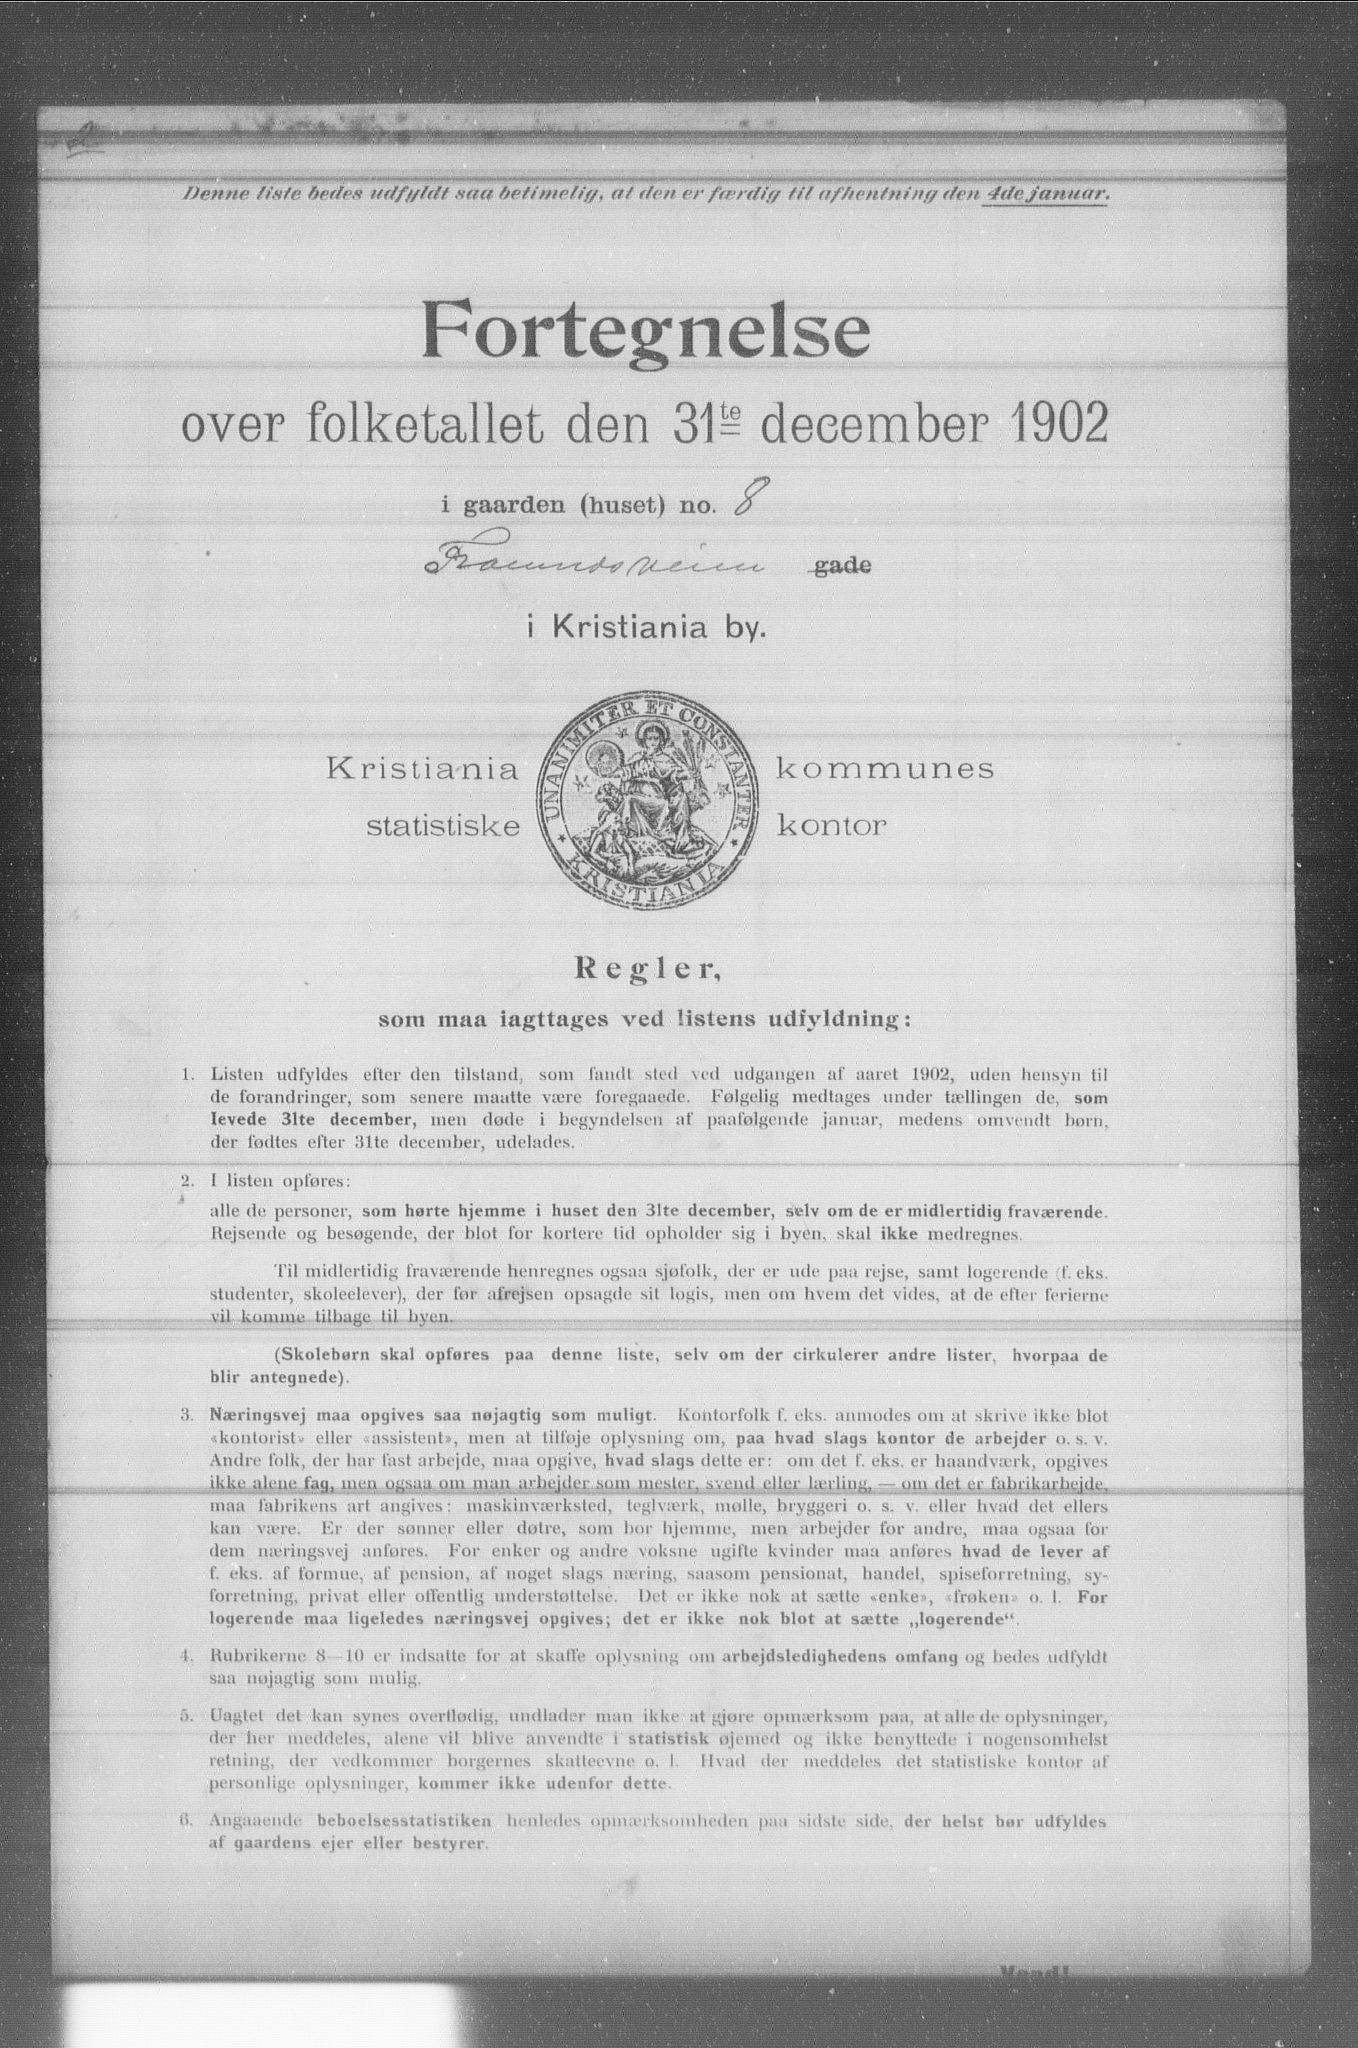 2
Denne liste bedes udfyldt saa betimelig, at den er færdig til afhentning den 4de januar.
Fortegnelse
over folketallet den 31te december 1902
i gaarden (huset) no. 8
gade
i Kristiania by.
Kristiania kommunes
statistiske kontor
UNANIMITER ET CONSTANTER
KRISTIANIA
Regler,
som maa iagttages ved listens udfyldning:
1. Listen udfyldes efter den tilstand, som fandt sted ved udgangen af aaret 1902, uden hensyn til
de forandringer, som senere maatte være foregaaede. Følgelig medtages under tællingen de, som
levede 31te december, men døde i begyndelsen af paafølgende januar, medens omvendt børn,
der fødtes efter 31te december, udelades.
2. I listen opføres:
alle de personer, som hørte hjemme i huset den 31te december, selv om de er midlertidig fraværende.
Rejsende og besøgende, der blot for kortere tid opholder sig i byen, skal ikke medregnes.
Til midlertidig fraværende henregnes ogsaa sjøfolk, der er ude paa rejse, samt logerende (f. eks.
studenter, skoleelever), der før afrejsen opsagde sit logis, men om hvem det vides, at de efter ferierne
vil komme tilbage til byen.
(Skolebørn skal opføres paa denne liste, selv om der cirkulerer andre lister, hvorpaa de
blir antegnede).
3. Næringsvej maa opgives saa nøjagtig som muligt. Kontorfolk f. eks. anmodes om at skrive ikke blot
«kontorist» eller «assistent», men at tilføje oplysning om, paa hvad slags kontor de arbejder o. s. v.
Andre folk, der har fast arbejde, maa opgive, hvad slags dette er: om det f. eks. er haandværk, opgives
ikke alene fag, men ogsaa om man arbejder som mester, svend eller lærling, — om det er fabrikarbejde,
maa fabrikens art angives: maskinværksted, teglværk, mølle, bryggeri o. s. v. eller hvad det ellers
kan være. Er der sønner eller døtre, som bor hjemme, men arbejder for andre, maa ogsaa for
dem næringsvej anføres. For enker og andre voksne ugifte kvinder maa anføres hvad de lever af
f. eks. af formue, af pension, af noget slags næring, saasom pensionat, handel, spiseforretning, sy-
forretning, privat eller offentlig understøttelse. Det er ikke nok at sætte «enke», «frøken» o. l. For
logerende maa ligeledes næringsvej opgives; det er ikke nok blot at sætte „logerende“.
4. Rubrikerne 8—10 er indsatte for at skaffe oplysning om arbejdsledighedens omfang og bedes udfyldt
saa nøjagtig som mulig.
5. Uagtet det kan synes overflødig, undlader man ikke at gjøre opmærksom paa, at alle de oplysninger,
der her meddeles, alene vil blive anvendte i statistisk øjemed og ikke benyttede i nogensomhelst
retning, der vedkommer borgernes skatteevne o. l. Hvad der meddeles det statistiske kontor af
personlige oplysninger, kommer ikke udenfor dette.
6. Angaaende beboelsesstatistiken henledes opmærksomheden paa sidste side, der helst bør udfyldes
af gaardens ejer eller bestyrer.
Vend!